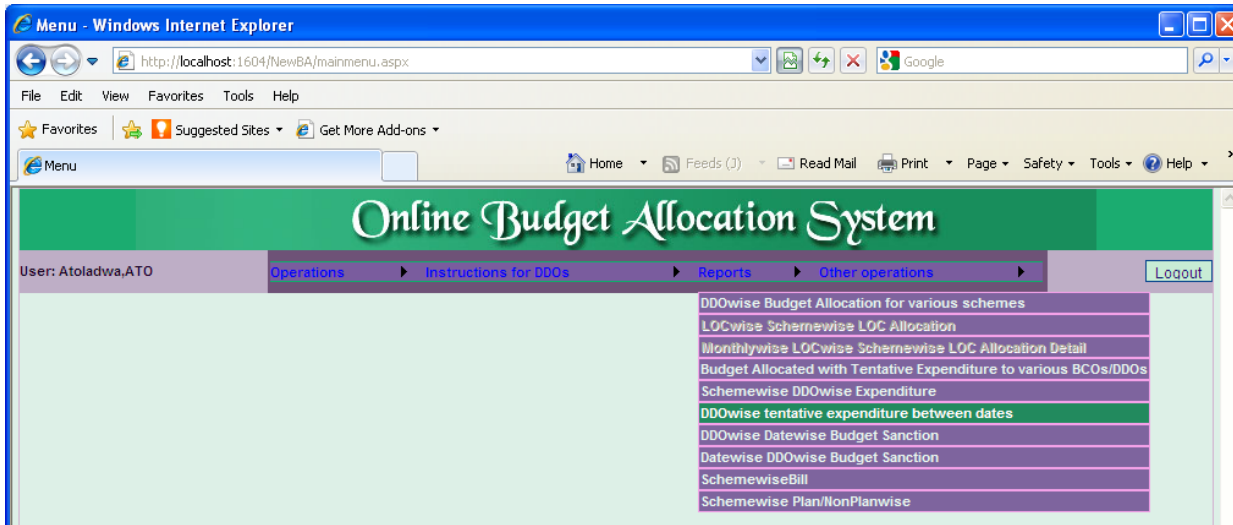 Menu - Windows Internet Explorer
http://localhost:1604/NewBA/mainmenu.aspx
Google
File Edit View Favorites Tools Help
Favorites Suggested Sites Get More Add-ons
Menu Home Feeds (J) Read Mail Print Page Safety Tools Help
Online Budget Allocation System
User: Atoladwa,ATO Operations Instructions for DDOs Reports Other operations Logout
DDOwise Budget Allocation for various schemes
LOCwise Schemewise LOC Allocation
Monthlywise LOCwise Schemewise LOC Allocation Detail
Budget Allocated with Tentative Expenditure to various BCOs/DDOs
Schemewise DDOwise Expenditure
DDOwise tentative expenditure between dates
DDOwise Datewise Budget Sanction
Datewise DDOwise Budget Sanction
SchemewiseBill
Schemewise Plan/NonPlanwise